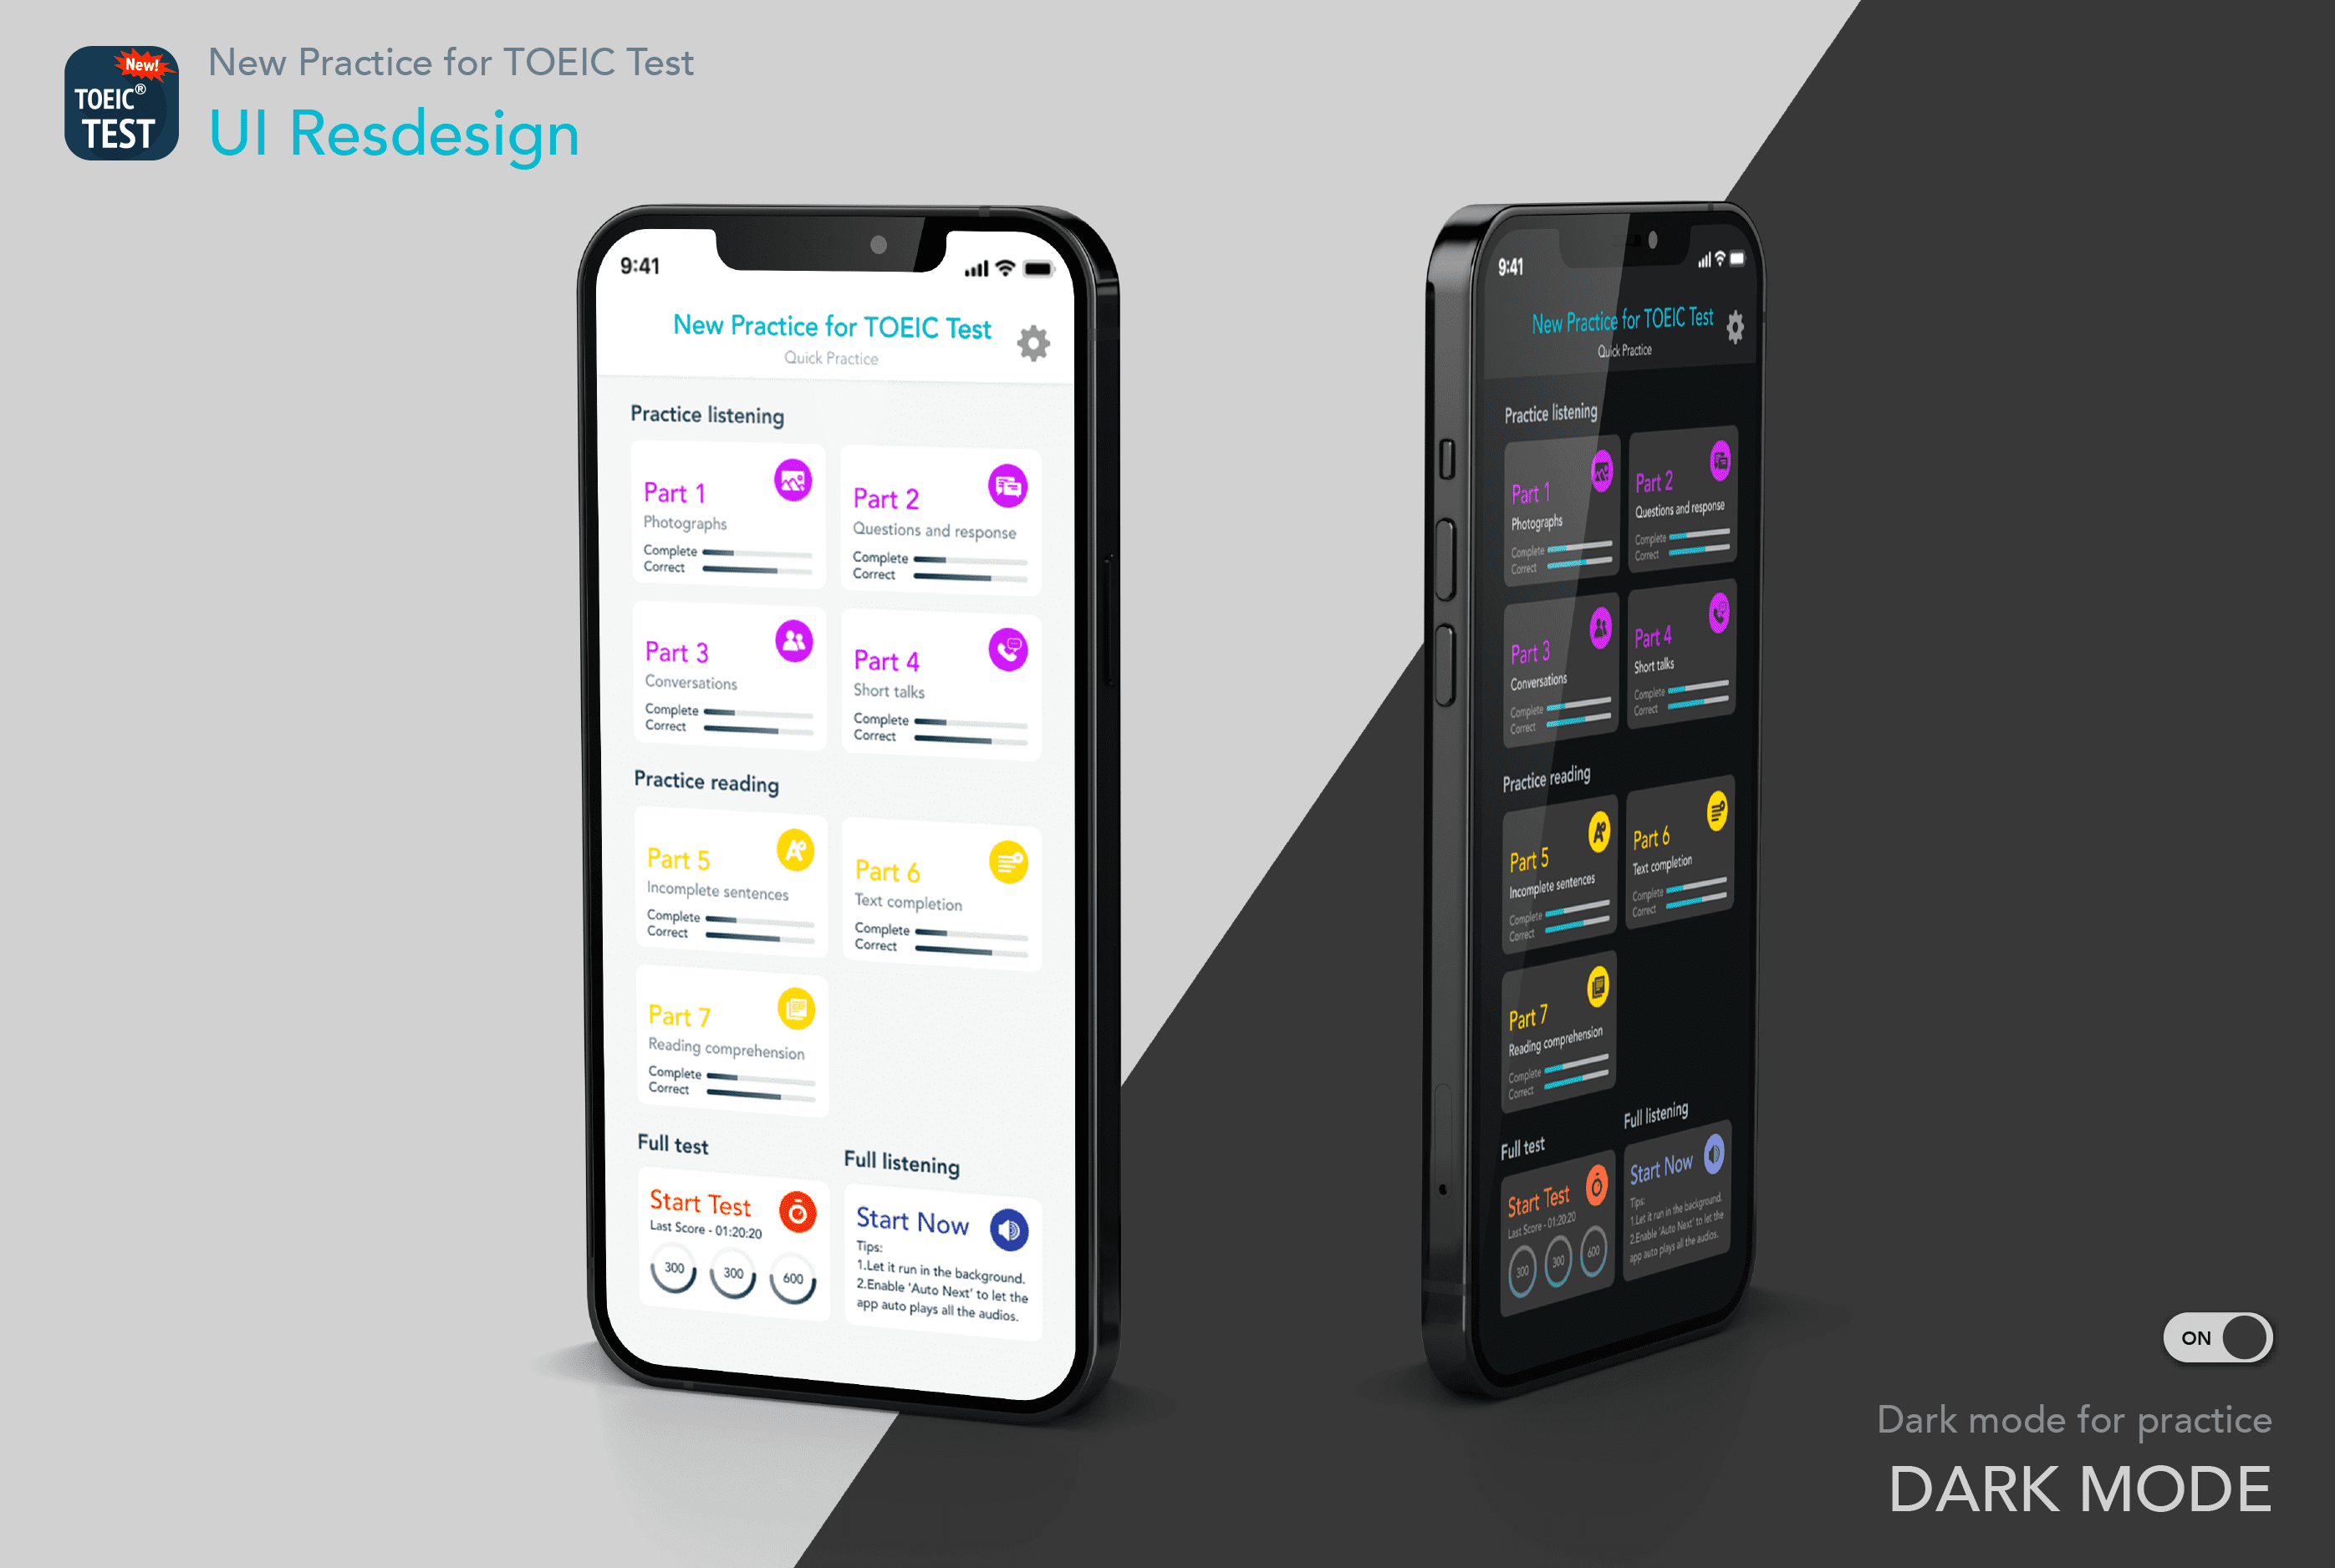 New!
TOEIC®
TEST
New Practice for TOEIC Test
UI Resdesign
9:41
New Practice for TOEIC Test
Quick Practice
Practice listening
Part 1
Photographs
Complete
Correct
Part 2
Questions and response
Complete
Correct
Part 3
Conversations
Complete
Correct
Part 4
Short talks
Complete
Correct
Practice reading
Part 5
Incomplete sentences
Complete
Correct
Part 6
Text completion
Complete
Correct
Part 7
Reading comprehension
Complete
Correct
Full test
Start Test
Last Score - 01:20:20
300 300 600
Full listening
Start Now
Tips:
1.Let it run in the background.
2.Enable 'Auto Next' to let the
app auto plays all the audios.
9:41
New Practice for TOEIC Test
Quick Practice
Practice listening
Part 1
Photographs
Complete
Correct
Part 2
Questions and response
Complete
Correct
Part 3
Conversations
Complete
Correct
Part 4
Short talks
Complete
Correct
Practice reading
Part 5
Incomplete sentences
Complete
Correct
Part 6
Text completion
Complete
Correct
Part 7
Reading comprehension
Complete
Correct
Full test
Start Test
Last Score - 01:20:20
300 300 600
Full listening
Start Now
Tips:
1.Let it run in the background.
2.Enable 'Auto Next' to let the
app auto plays all the audios.
ON
Dark mode for practice
DARK MODE